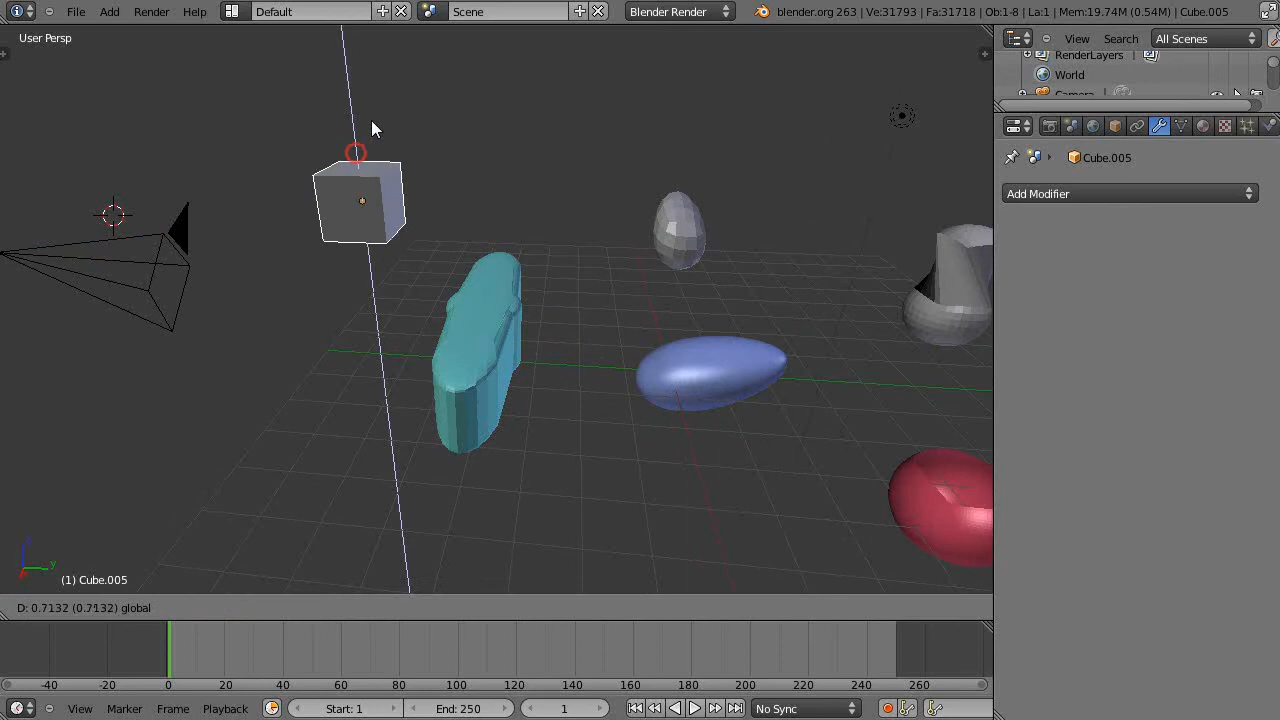 File Add Render Help Default Scene Blender Render blender.org 263 | Ve:31793 | Fa:31718 | Ob:1-8 | La:1 | Mem:19.74M (0.54M) | Cube.005
User Persp
View Search All Scenes
RenderLayers |
World
Camera
Cube.005
Add Modifier
z
y
(1) Cube.005
D: 0.7132 (0.7132) global
-40 -20 0 20 40 60 80 100 120 140 160 180 200 220 240 260
View Marker Frame Playback Start: 1 End: 250 1 No Sync